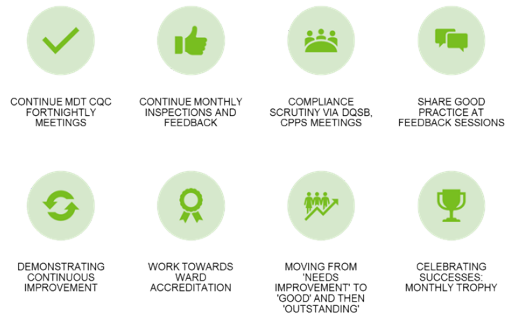 CONTINUE MDT CQC
FORTNIGHTLY
MEETINGS
CONTINUE MONTHLY
INSPECTIONS AND
FEEDBACK
COMPLIANCE
SCRUTINY VIA DQSB,
CPPS MEETINGS
SHARE GOOD
PRACTICE AT
FEEDBACK SESSIONS
DEMONSTRATING
CONTINUOUS
IMPROVEMENT
WORK TOWARDS
WARD
ACCREDITATION
MOVING FROM
'NEEDS
IMPROVEMENT' TO
'GOOD' AND THEN
'OUTSTANDING'
CELEBRATING
SUCCESSES:
MONTHLY TROPHY